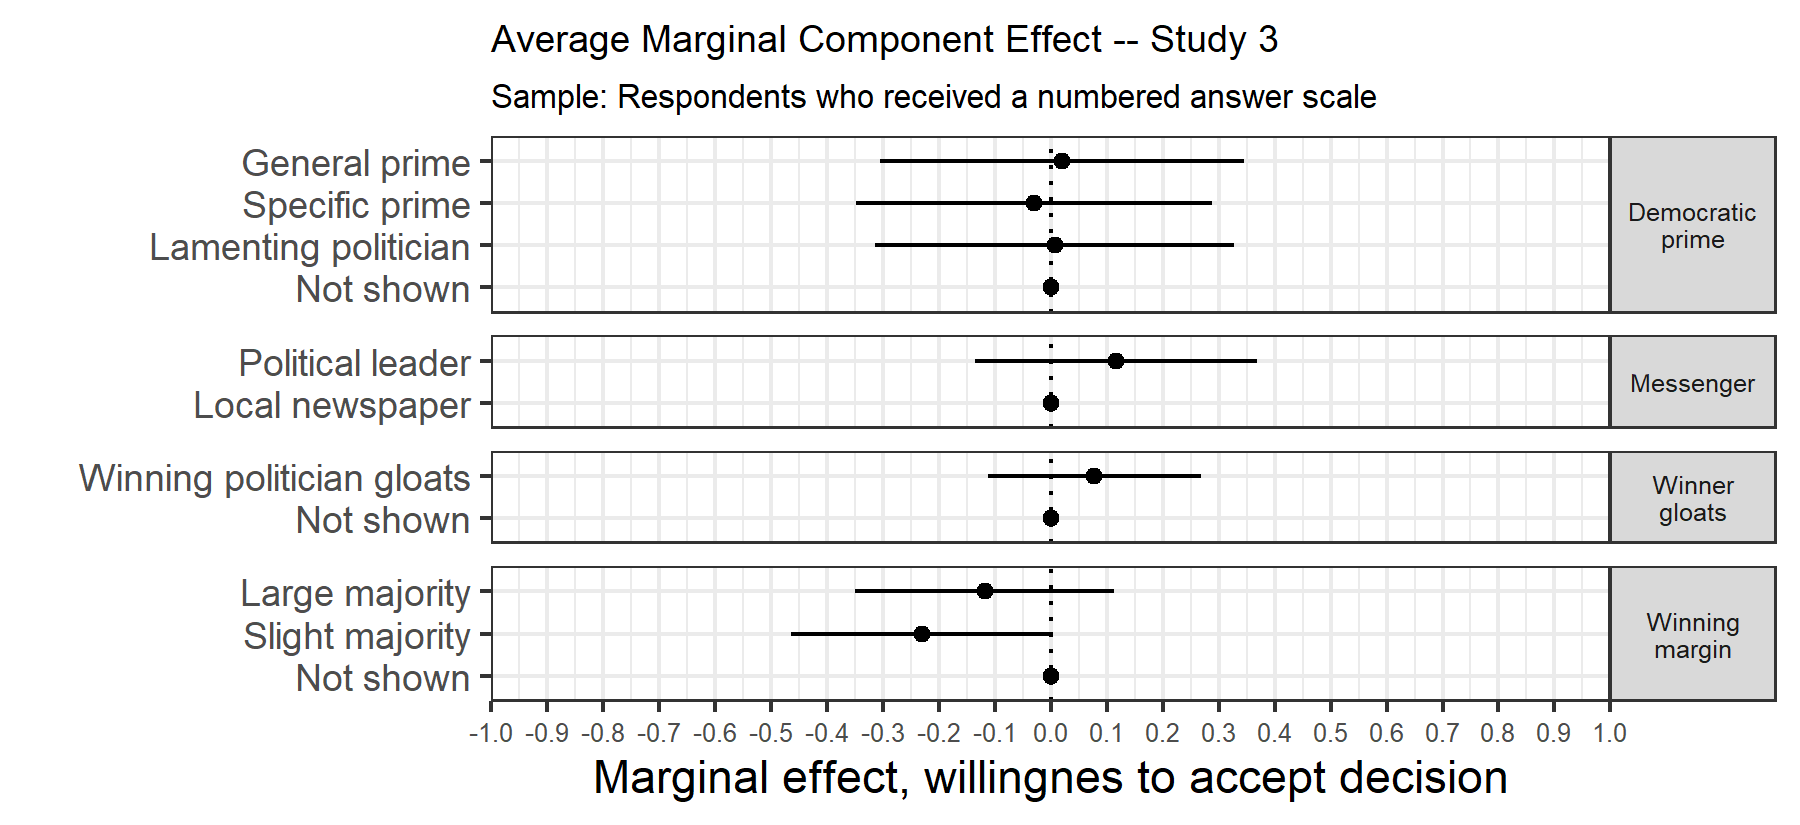 Average Marginal Component Effect -- Study 3
Sample: Respondents who received a numbered answer scale
General prime
Specific prime
Lamenting politician
Not shown
Democratic
prime
Political leader
Local newspaper
Messenger
Winning politician gloats
Not shown
Winner
gloats
Large majority
Slight majority
Not shown
Winning
margin
-1.0 -0.9 -0.8 -0.7 -0.6 -0.5 -0.4 -0.3 -0.2 -0.1 0.0 0.1 0.2 0.3 0.4 0.5 0.6 0.7 0.8 0.9 1.0
Marginal effect, willingnes to accept decision